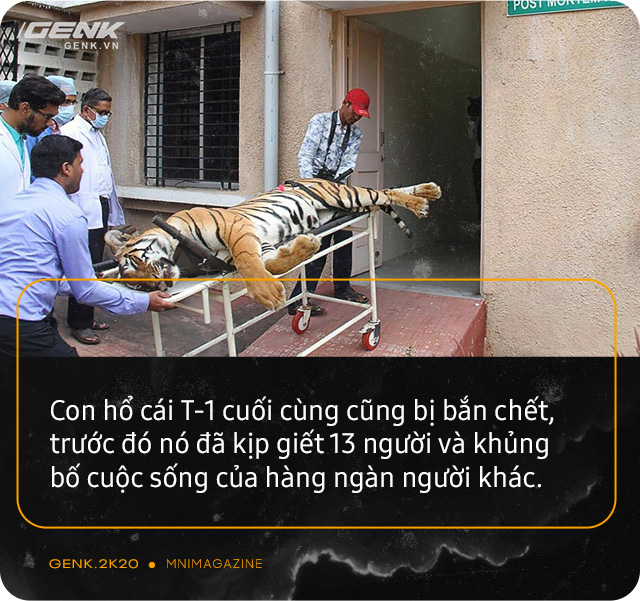 GENK
GENK.VN
POST MORTEM
Con hổ cái T-1 cuối cùng cũng bị bắn chết,
trước đó nó đã kịp giết 13 người và khủng
bố cuộc sống của hàng ngàn người khác.
GENK.2K20 • MNIMAGAZINE